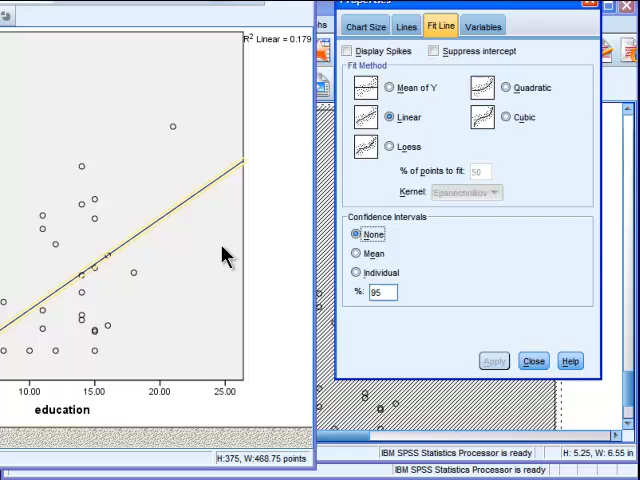 Properties
hs
Chart Size
Lines
Fit Line
Variables
R² Linear = 0.179
Display Spikes
Suppress intercept
Fit Method
Mean of Y
Quadratic
Linear
Cubic
Loess
% of points to fit: 50
Kernel: Epanechnikov
Confidence Intervals
None
Mean
Individual
%: 95
Apply
Close
Help
10.00 15.00 20.00 25.00
education
H:375, W:468.75 points
IBM SPSS Statistics Processor is ready
H: 5.25, W: 6.55 in
IBM SPSS Statistics Processor is ready